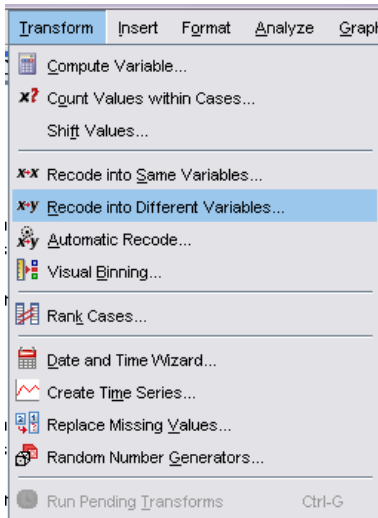 Transform Insert Format Analyze Graph
Compute Variable...
x? Count Values within Cases...
Shift Values...
x•x Recode into Same Variables...
x•y Recode into Different Variables...
x•y Automatic Recode...
Visual Binning...
Rank Cases...
Date and Time Wizard...
Create Time Series...
Replace Missing Values...
Random Number Generators...
Run Pending Transforms Ctrl-G